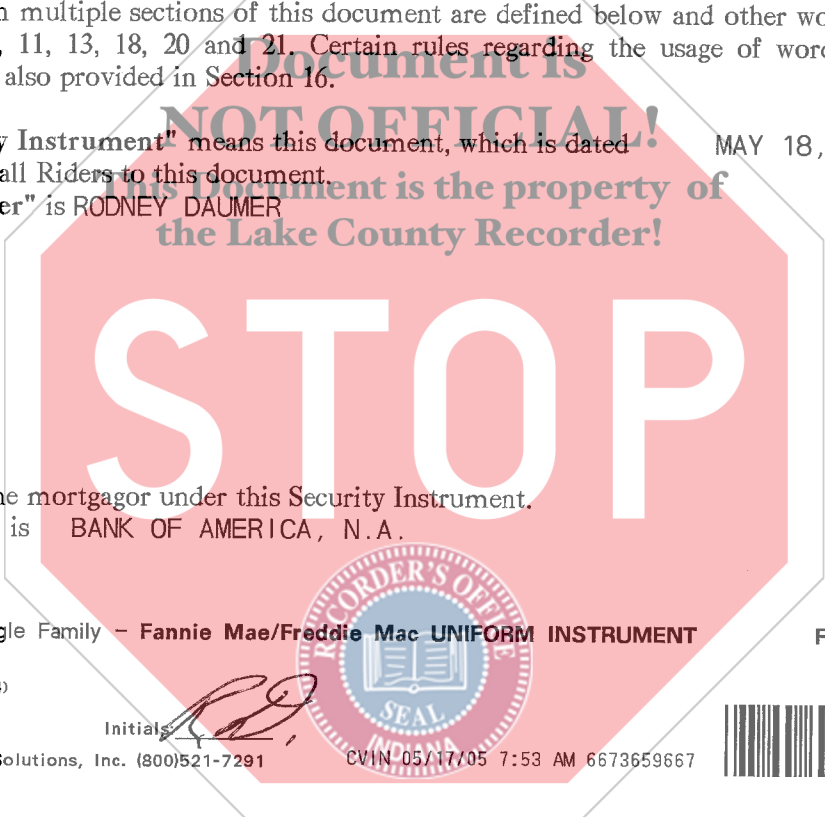 n multiple sections of this document are defined below and other wo
, 11, 13, 18, 20 and 21. Certain rules regarding the usage of word
also provided in Section 16.
Document is
NOT OFFICIAL!
y Instrument" means this document, which is dated MAY 18,
all Riders to this document.
This Document is the property of
er" is RODNEY DAUMER
the Lake County Recorder!
STOP
ne mortgagor under this Security Instrument.
is BANK OF AMERICA, N.A.
RECORDER'S OFFICE
gle Family - Fannie Mae/Freddie Mac UNIFORM INSTRUMENT F
SEAL
INDIANA
Initials:
Solutions, Inc. (800)521-7291 CVIN 05/17/05 7:53 AM 6673659667